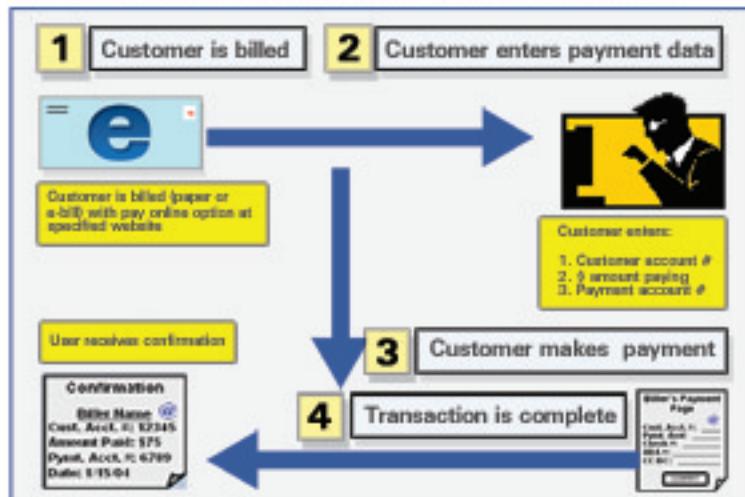 1 Customer is billed
2 Customer enters payment data
e
Customer is billed (paper or
e-bill) with pay online option at
specified website
Customer enters:
1. Customer account #
2. $ amount paying
3. Payment account #
User receives confirmation
3 Customer makes payment
4 Transaction is complete
Confirmation
Biller Name @
Cust. Acct. #: 12345
Amount Paid: $75
Pymt. Acct. #: 6789
Date: 1/15/04
Biller's Payment
Page
@
Cust. Acct. #:
Pymt. Acct
Check #: